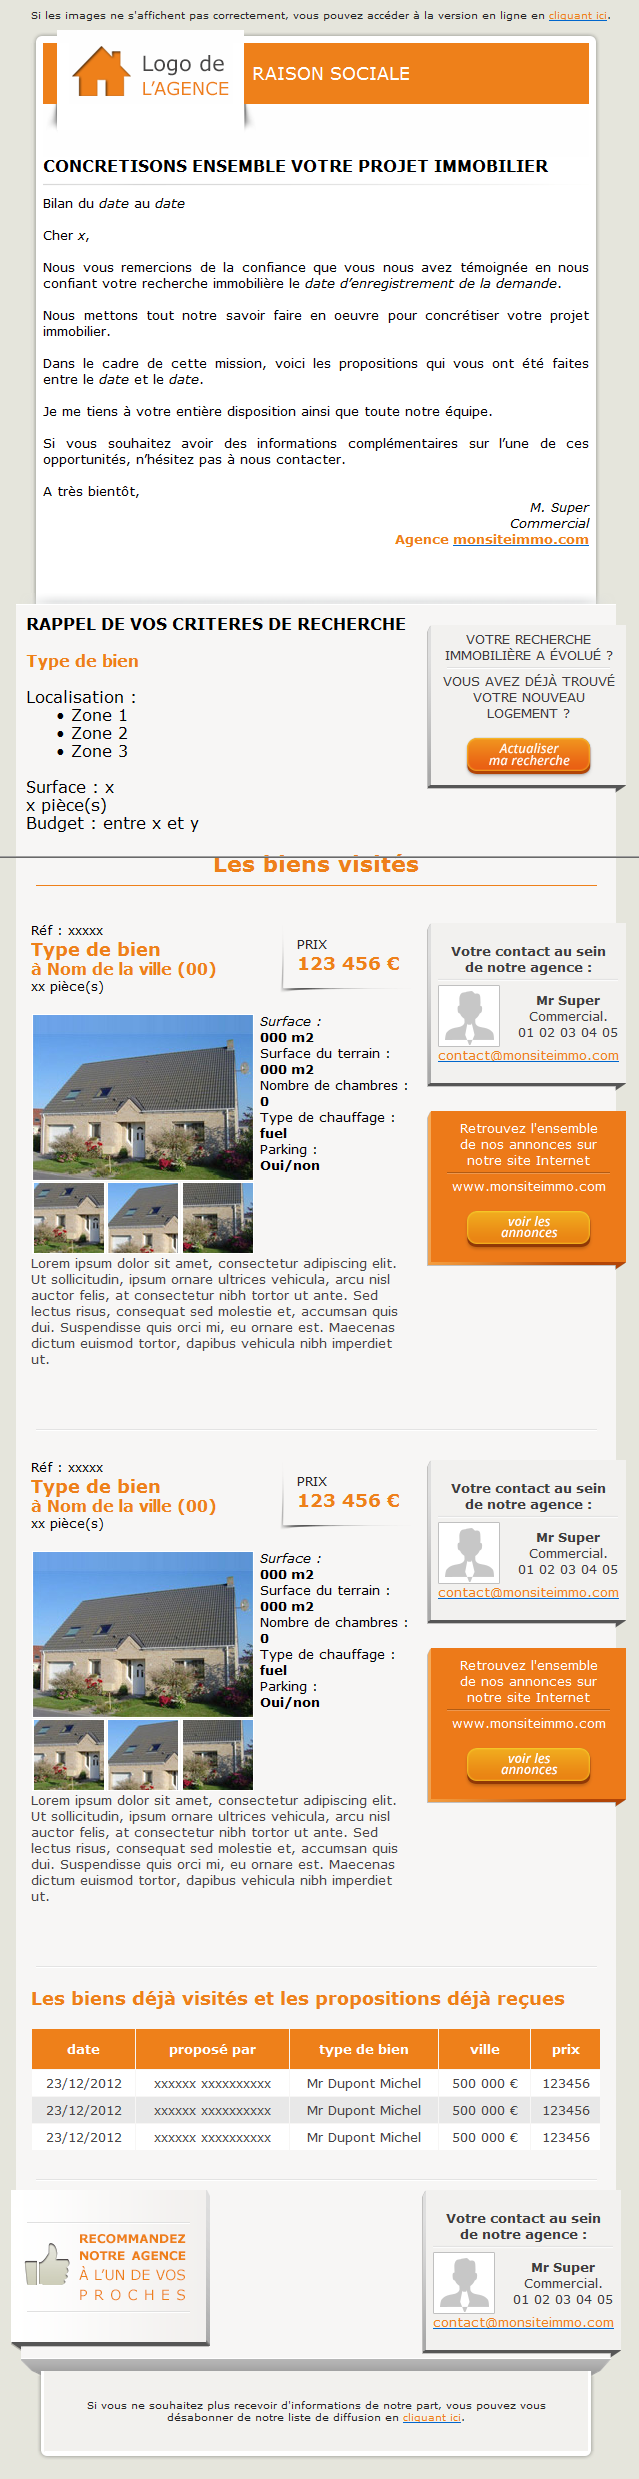 Si les images ne s'affichent pas correctement, vous pouvez accéder à la version en ligne en cliquant ici.
Logo de
L'AGENCE
RAISON SOCIALE
CONCRETISONS ENSEMBLE VOTRE PROJET IMMOBILIER
Bilan du date au date
Cher x,
Nous vous remercions de la confiance que vous nous avez témoignée en nous
confiant votre recherche immobilière le date d'enregistrement de la demande.
Nous mettons tout notre savoir faire en oeuvre pour concrétiser votre projet
immobilier.
Dans le cadre de cette mission, voici les propositions qui vous ont été faites
entre le date et le date.
Je me tiens à votre entière disposition ainsi que toute notre équipe.
Si vous souhaitez avoir des informations complémentaires sur l'une de ces
opportunités, n'hésitez pas à nous contacter.
A très bientôt,
M. Super
Commercial
Agence monsiteimmo.com
RAPPEL DE VOS CRITERES DE RECHERCHE
Type de bien
Localisation :
• Zone 1
• Zone 2
• Zone 3
Surface : x
x pièce(s)
Budget : entre x et y
VOTRE RECHERCHE
IMMOBILIÈRE A ÉVOLUÉ ?
VOUS AVEZ DÉJÀ TROUVÉ
VOTRE NOUVEAU
LOGEMENT ?
Actualiser
ma recherche
Les biens visités
Réf : xxxxx
Type de bien
à Nom de la ville (00)
xx pièce(s)
PRIX
123 456 €
Surface :
000 m2
Surface du terrain :
000 m2
Nombre de chambres :
0
Type de chauffage :
fuel
Parking :
Oui/non
Lorem ipsum dolor sit amet, consectetur adipiscing elit.
Ut sollicitudin, ipsum ornare ultrices vehicula, arcu nisl
auctor felis, at consectetur nibh tortor ut ante. Sed
lectus risus, consequat sed molestie et, accumsan quis
dui. Suspendisse quis orci mi, eu ornare est. Maecenas
dictum euismod tortor, dapibus vehicula nibh imperdiet
ut.
Votre contact au sein
de notre agence :
Mr Super
Commercial.
01 02 03 04 05
contact@monsiteimmo.com
Retrouvez l'ensemble
de nos annonces sur
notre site Internet
www.monsiteimmo.com
voir les
annonces
Réf : xxxxx
Type de bien
à Nom de la ville (00)
xx pièce(s)
PRIX
123 456 €
Surface :
000 m2
Surface du terrain :
000 m2
Nombre de chambres :
0
Type de chauffage :
fuel
Parking :
Oui/non
Lorem ipsum dolor sit amet, consectetur adipiscing elit.
Ut sollicitudin, ipsum ornare ultrices vehicula, arcu nisl
auctor felis, at consectetur nibh tortor ut ante. Sed
lectus risus, consequat sed molestie et, accumsan quis
dui. Suspendisse quis orci mi, eu ornare est. Maecenas
dictum euismod tortor, dapibus vehicula nibh imperdiet
ut.
Votre contact au sein
de notre agence :
Mr Super
Commercial.
01 02 03 04 05
contact@monsiteimmo.com
Retrouvez l'ensemble
de nos annonces sur
notre site Internet
www.monsiteimmo.com
voir les
annonces
Les biens déjà visités et les propositions déjà reçues
date proposé par type de bien ville prix
23/12/2012 xxxxxx xxxxxxxxxx Mr Dupont Michel 500 000 € 123456
23/12/2012 xxxxxx xxxxxxxxxx Mr Dupont Michel 500 000 € 123456
23/12/2012 xxxxxx xxxxxxxxxx Mr Dupont Michel 500 000 € 123456
RECOMMANDEZ
NOTRE AGENCE
À L'UN DE VOS
PROCHES
Votre contact au sein
de notre agence :
Mr Super
Commercial.
01 02 03 04 05
contact@monsiteimmo.com
Si vous ne souhaitez plus recevoir d'informations de notre part, vous pouvez vous
désabonner de notre liste de diffusion en cliquant ici.